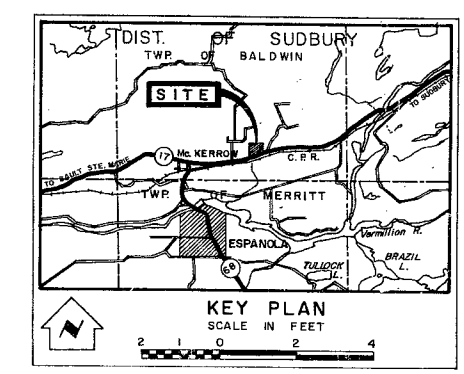 DIST. OF SUDBURY
TWP. OF BALDWIN
SITE
TO SUDBURY
17
Mc. KERROW
C.P.R.
TO SAULT STE. MARIE
TWP. OF MERRITT
ESPANOLA
Vermillion R.
BRAZIL L.
TULLOCK L.
68
N
KEY PLAN
SCALE IN FEET
2 1 0 2 4